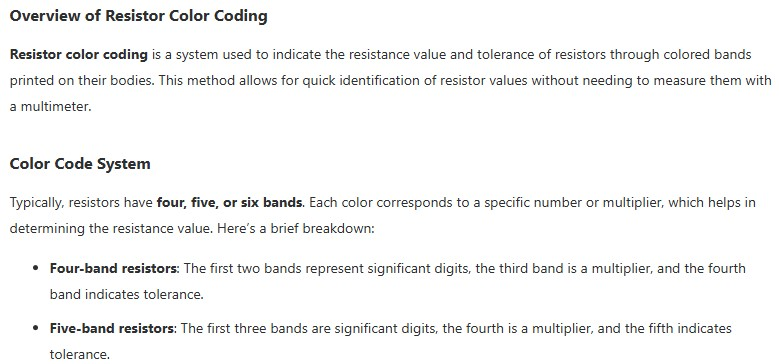 Overview of Resistor Color Coding
Resistor color coding is a system used to indicate the resistance value and tolerance of resistors through colored bands
printed on their bodies. This method allows for quick identification of resistor values without needing to measure them with
a multimeter.
Color Code System
Typically, resistors have four, five, or six bands. Each color corresponds to a specific number or multiplier, which helps in
determining the resistance value. Here's a brief breakdown:
• Four-band resistors: The first two bands represent significant digits, the third band is a multiplier, and the fourth
band indicates tolerance.
• Five-band resistors: The first three bands are significant digits, the fourth is a multiplier, and the fifth indicates
tolerance.